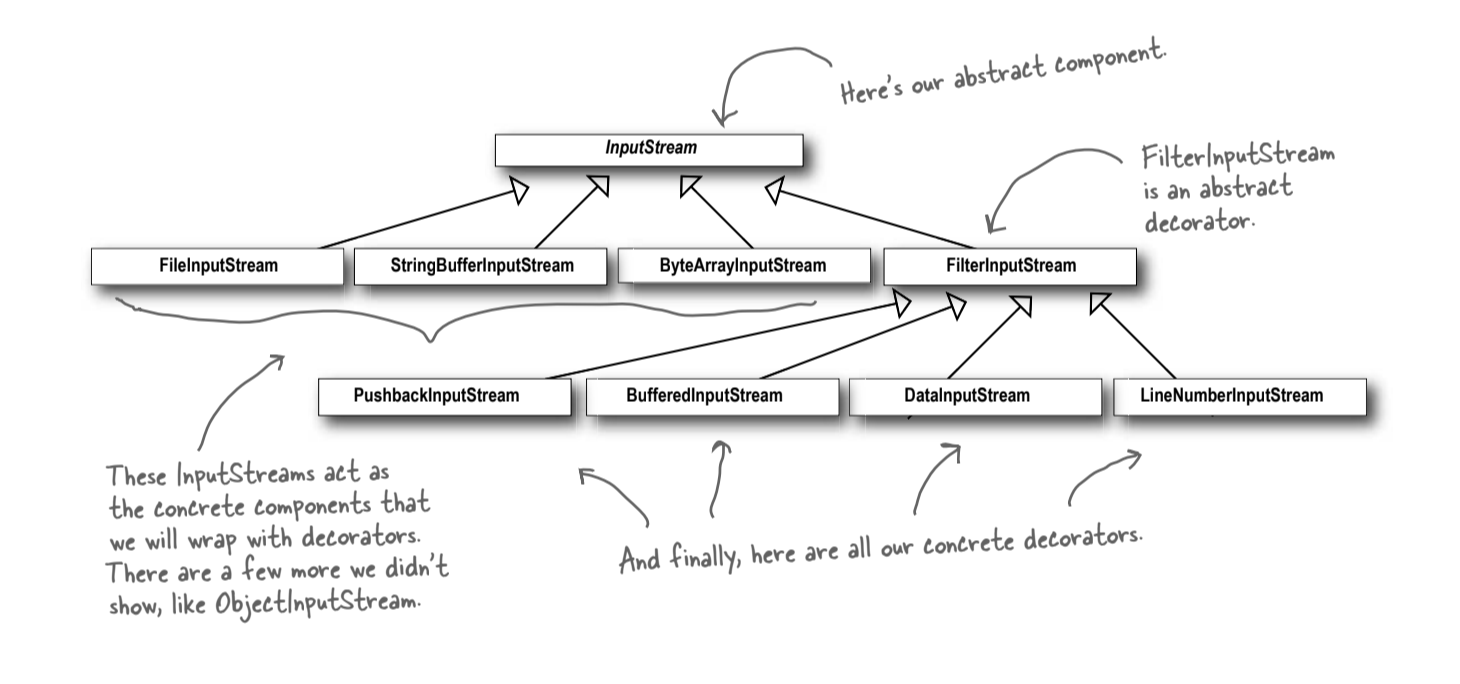 Here's our abstract component.
InputStream
FilterInputStream
is an abstract
decorator.
FileInputStream
StringBufferInputStream
ByteArrayInputStream
FilterInputStream
PushbackInputStream
BufferedInputStream
DataInputStream
LineNumberInputStream
These InputStreams act as
the concrete components that
we will wrap with decorators.
There are a few more we didn't
show, like ObjectInputStream.
And finally, here are all our concrete decorators.